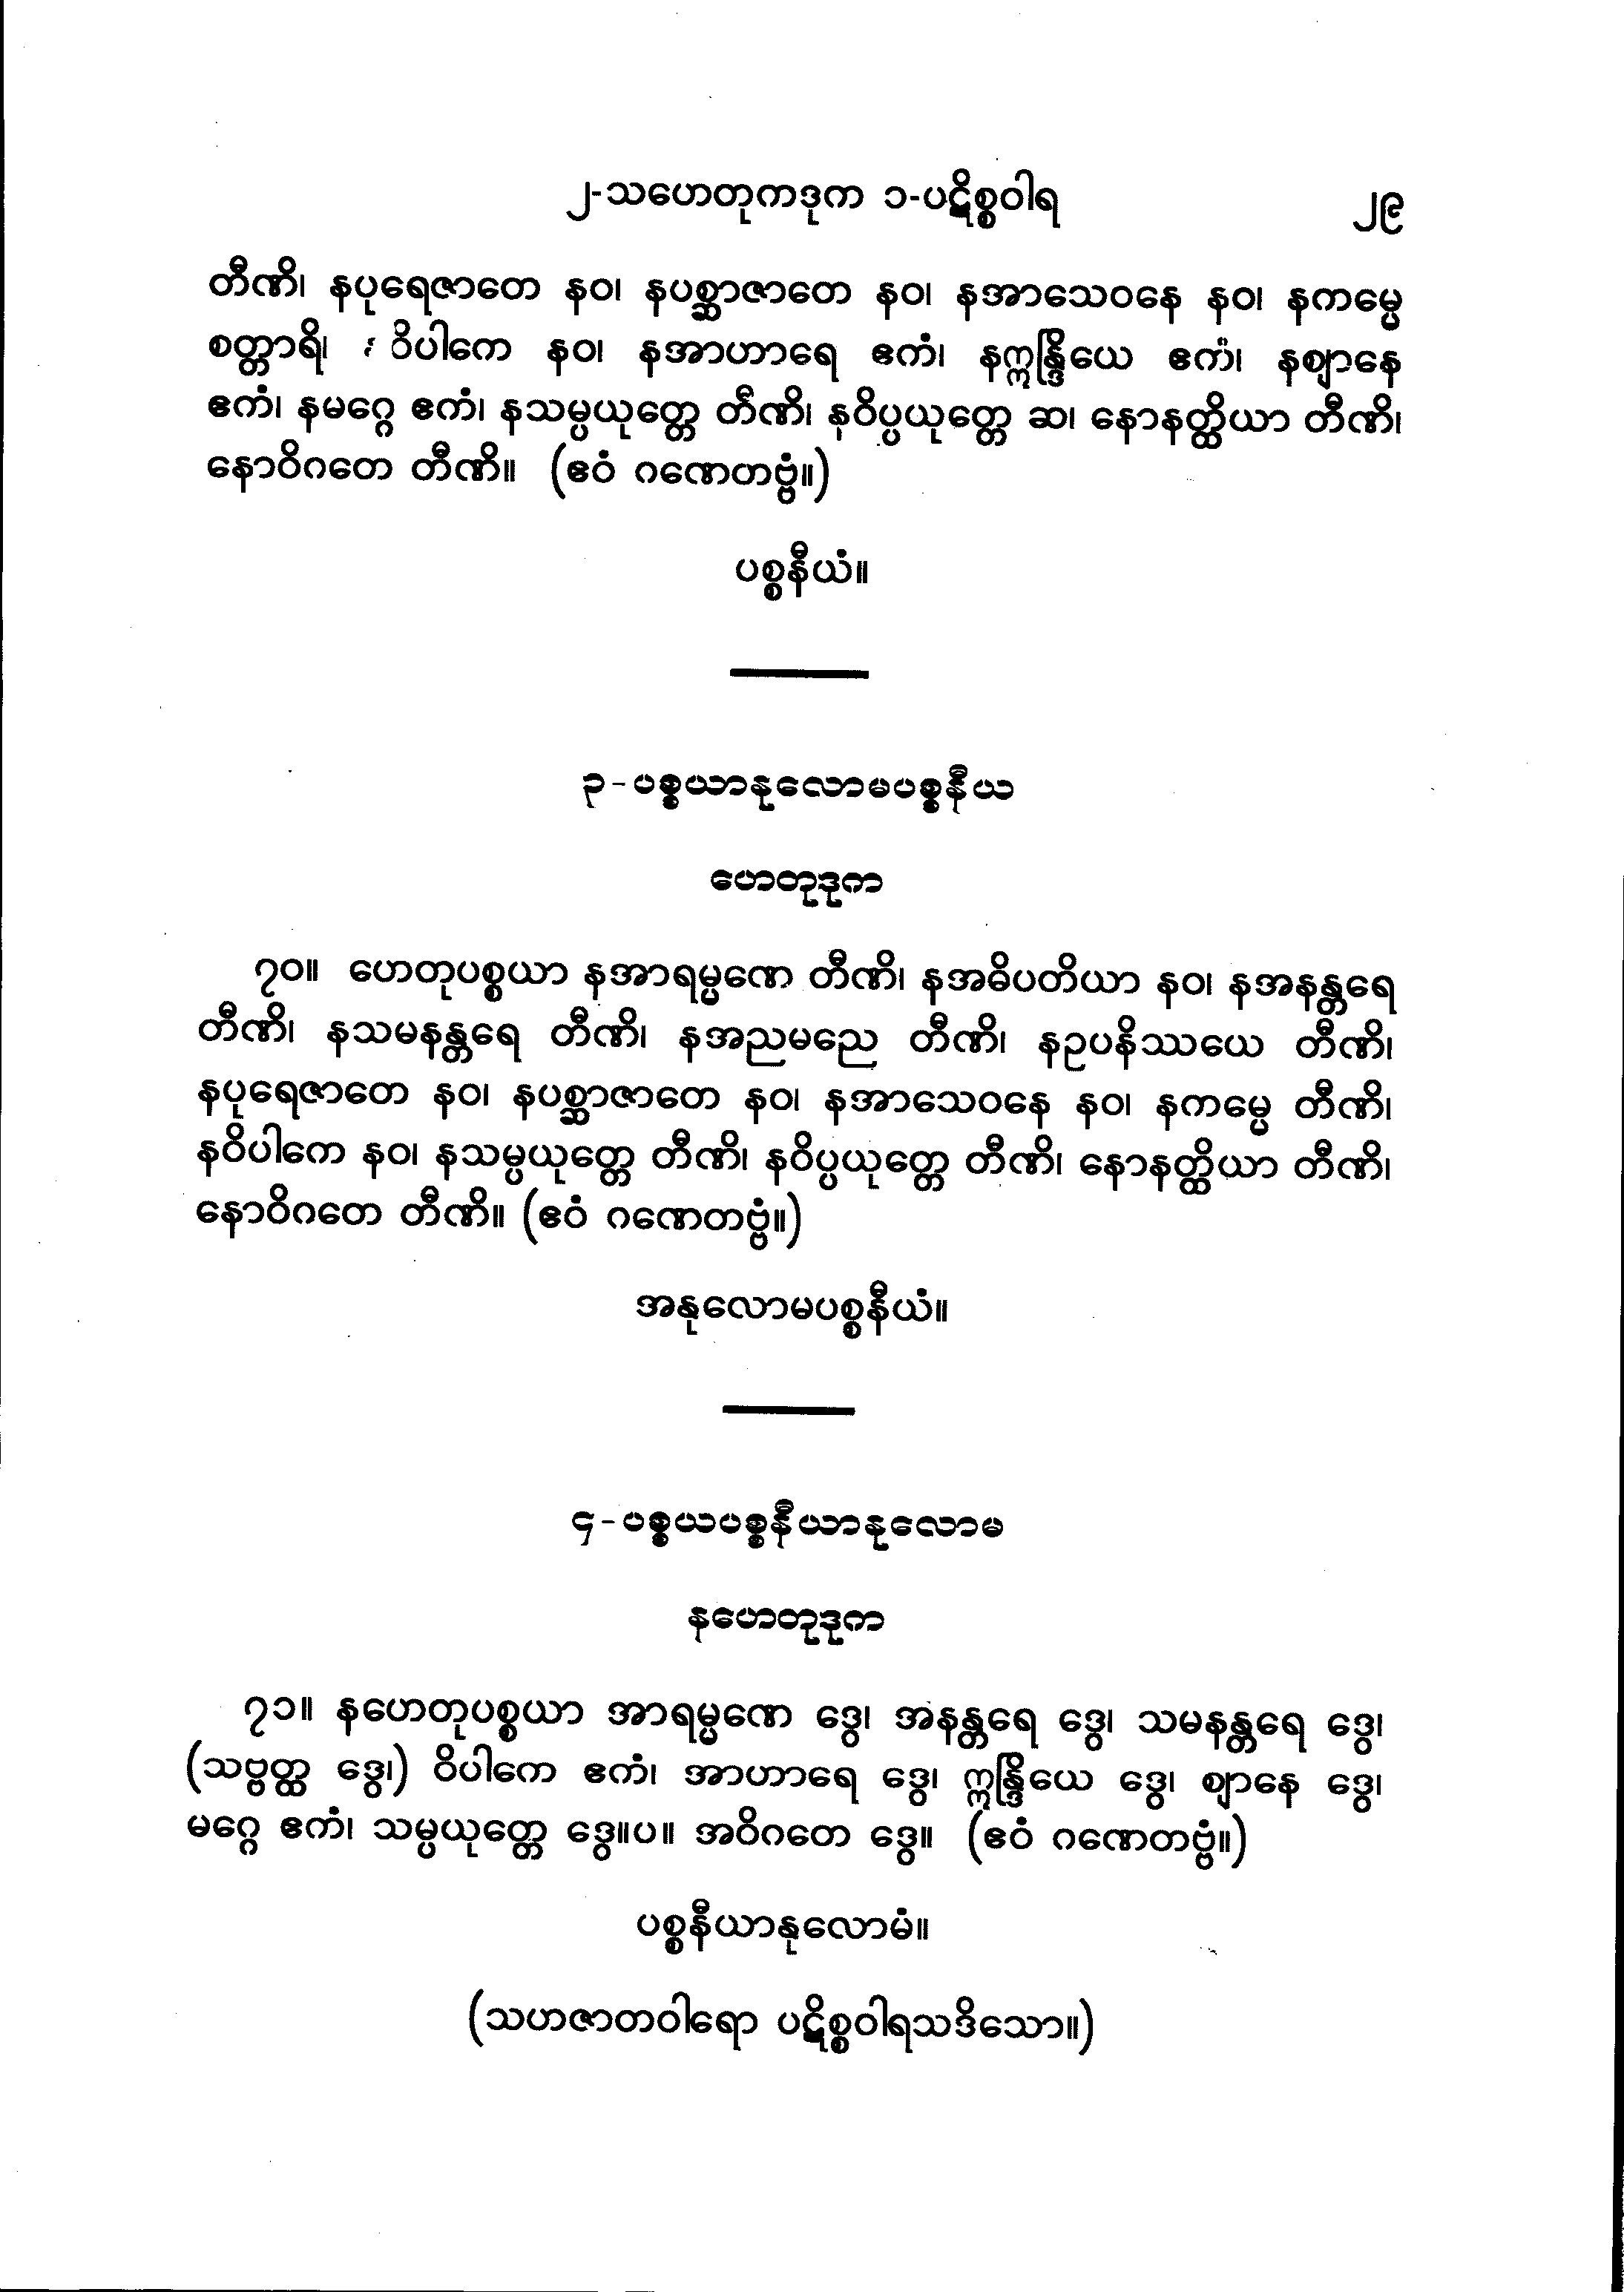 ၂-သဟေတုကဒုက ၁-ပဋိစ္စဝါရ ၂၉
တီဏိ၊ နပုရေဇာတေ နဝ၊ နပစ္ဆာဇာတေ နဝ၊ နအာသေဝနေ နဝ၊ နကမ္မေ
စတ္တာရိ၊ ဝိပါကေ နဝ၊ နအာဟာရေ ဧကံ၊ နဣန္ဒြိယေ ဧကံ၊ နဈာနေ
ဧကံ၊ နမဂ္ဂေ ဧကံ၊ နသမ္ပယုတ္တေ တီဏိ၊ နဝိပ္ပယုတ္တေ ဆ၊ နောနတ္ထိယာ တီဏိ၊
နောဝိဂတေ တီဏိ။ (ဧဝံ ဂဏေတဗ္ဗံ။)
ပစ္စနီယံ။
၃-ပစ္စယာနုလောမပစ္စနီယ
ဟေတုဒုက
၇၀။ ဟေတုပစ္စယာ နအာရမ္မဏေ တီဏိ၊ နအဓိပတိယာ နဝ၊ နအနန္တရေ
တီဏိ၊ နသမနန္တရေ တီဏိ၊ နအညမညေ တီဏိ၊ နဥပနိဿယေ တီဏိ၊
နပုရေဇာတေ နဝ၊ နပစ္ဆာဇာတေ နဝ၊ နအာသေဝနေ နဝ၊ နကမ္မေ တီဏိ၊
နဝိပါကေ နဝ၊ နသမ္ပယုတ္တေ တီဏိ၊ နဝိပ္ပယုတ္တေ တီဏိ၊ နောနတ္ထိယာ တီဏိ၊
နောဝိဂတေ တီဏိ။ (ဧဝံ ဂဏေတဗ္ဗံ။)
အနုလောမပစ္စနီယံ။
၄-ပစ္စယပစ္စနီယာနုလောမ
နဟေတုဒုက
၇၁။ နဟေတုပစ္စယာ အာရမ္မဏေ ဒွေ၊ အနန္တရေ ဒွေ၊ သမနန္တရေ ဒွေ၊
(သဗ္ဗတ္ထ ဒွေ၊) ဝိပါကေ ဧကံ၊ အာဟာရေ ဒွေ၊ ဣန္ဒြိယေ ဒွေ၊ ဈာနေ ဒွေ၊
မဂ္ဂေ ဧကံ၊ သမ္ပယုတ္တေ ဒွေ။ပ။ အဝိဂတေ ဒွေ။ (ဧဝံ ဂဏေတဗ္ဗံ။)
ပစ္စနီယာနုလောမံ။
(သဟဇာတဝါရော ပဋိစ္စဝါရသဒိသော။)